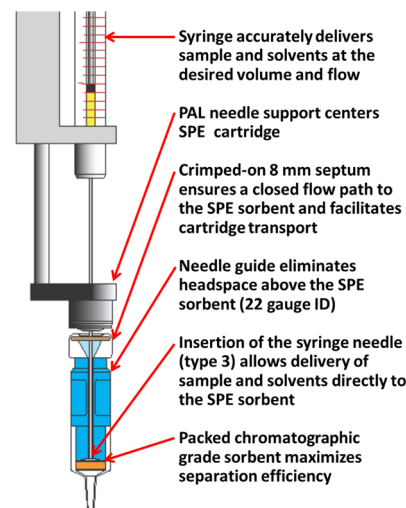 Syringe accurately delivers
sample and solvents at the
desired volume and flow
PAL needle support centers
SPE cartridge
Crimped-on 8 mm septum
ensures a closed flow path to
the SPE sorbent and facilitates
cartridge transport
Needle guide eliminates
headspace above the SPE
sorbent (22 gauge ID)
Insertion of the syringe needle
(type 3) allows delivery of
sample and solvents directly to
the SPE sorbent
Packed chromatographic
grade sorbent maximizes
separation efficiency